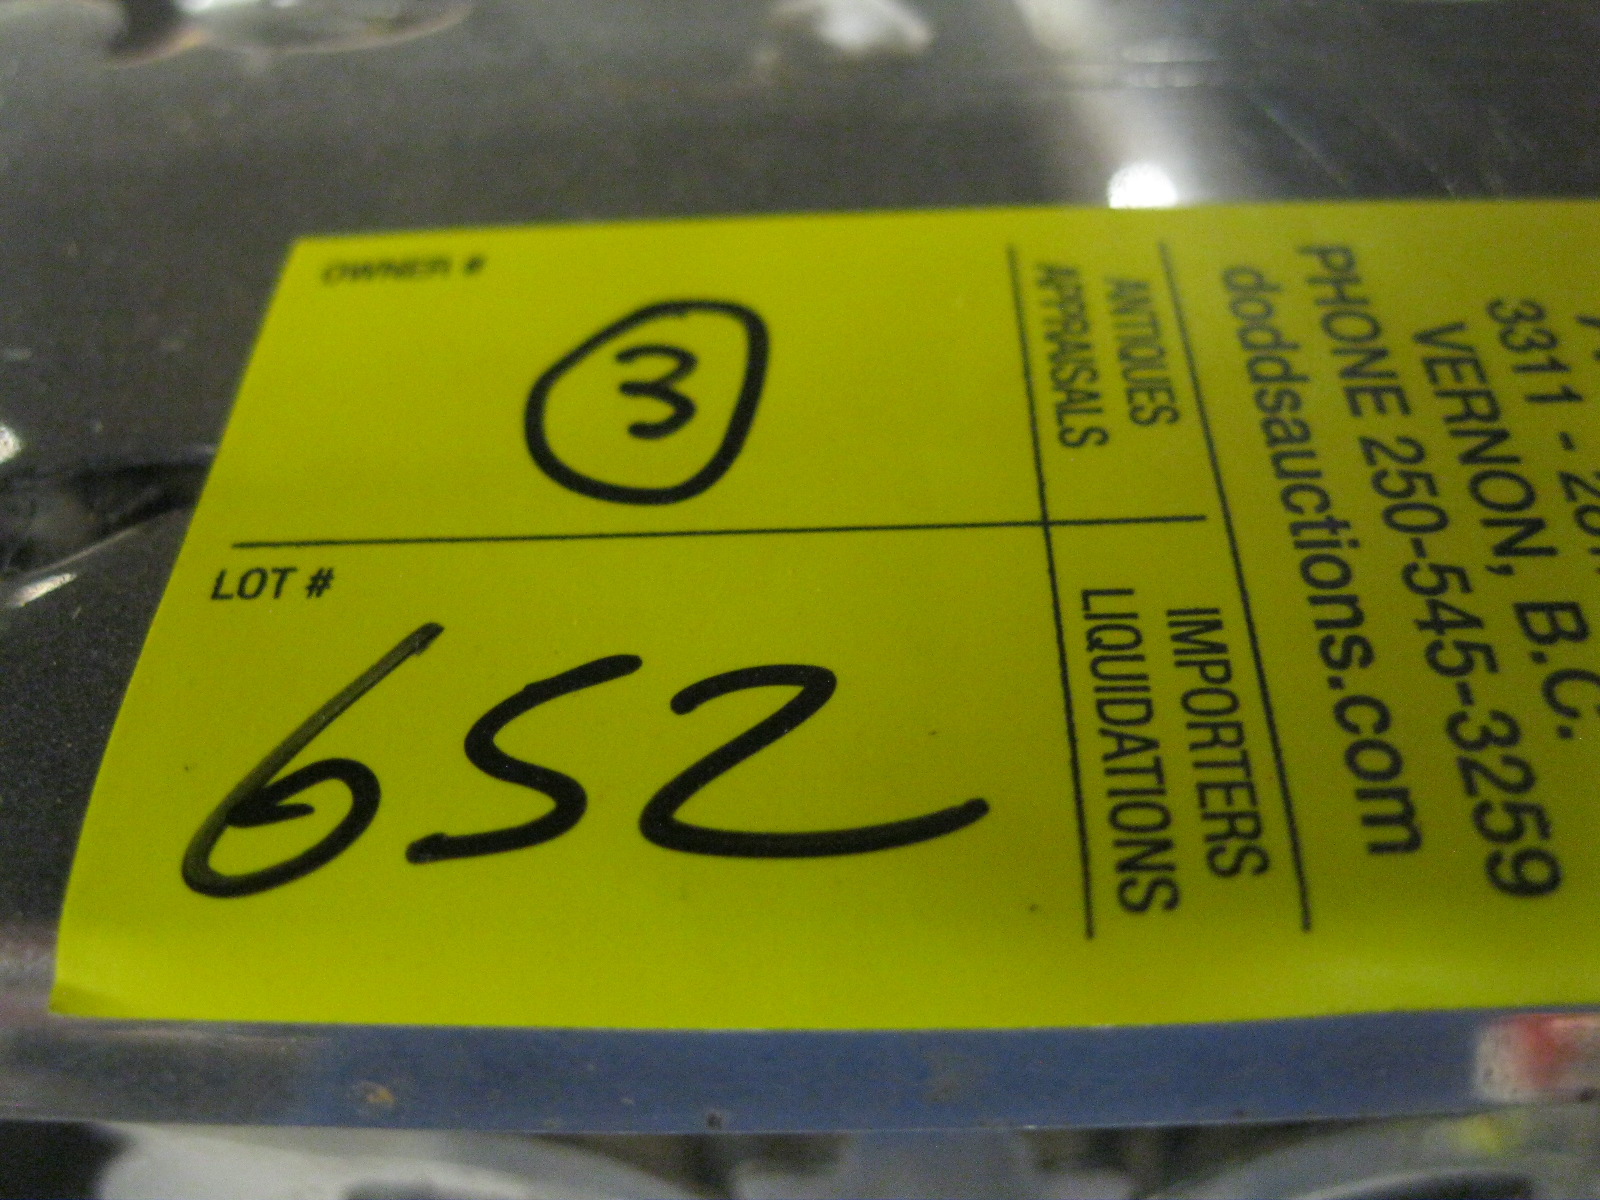 OWNER #
3
LOT #
652
ANTIQUES
APPRAISALS
IMPORTERS
LIQUIDATIONS
3311 -
VERNON, B.C.
PHONE 250-545-3259
doddsauctions.com